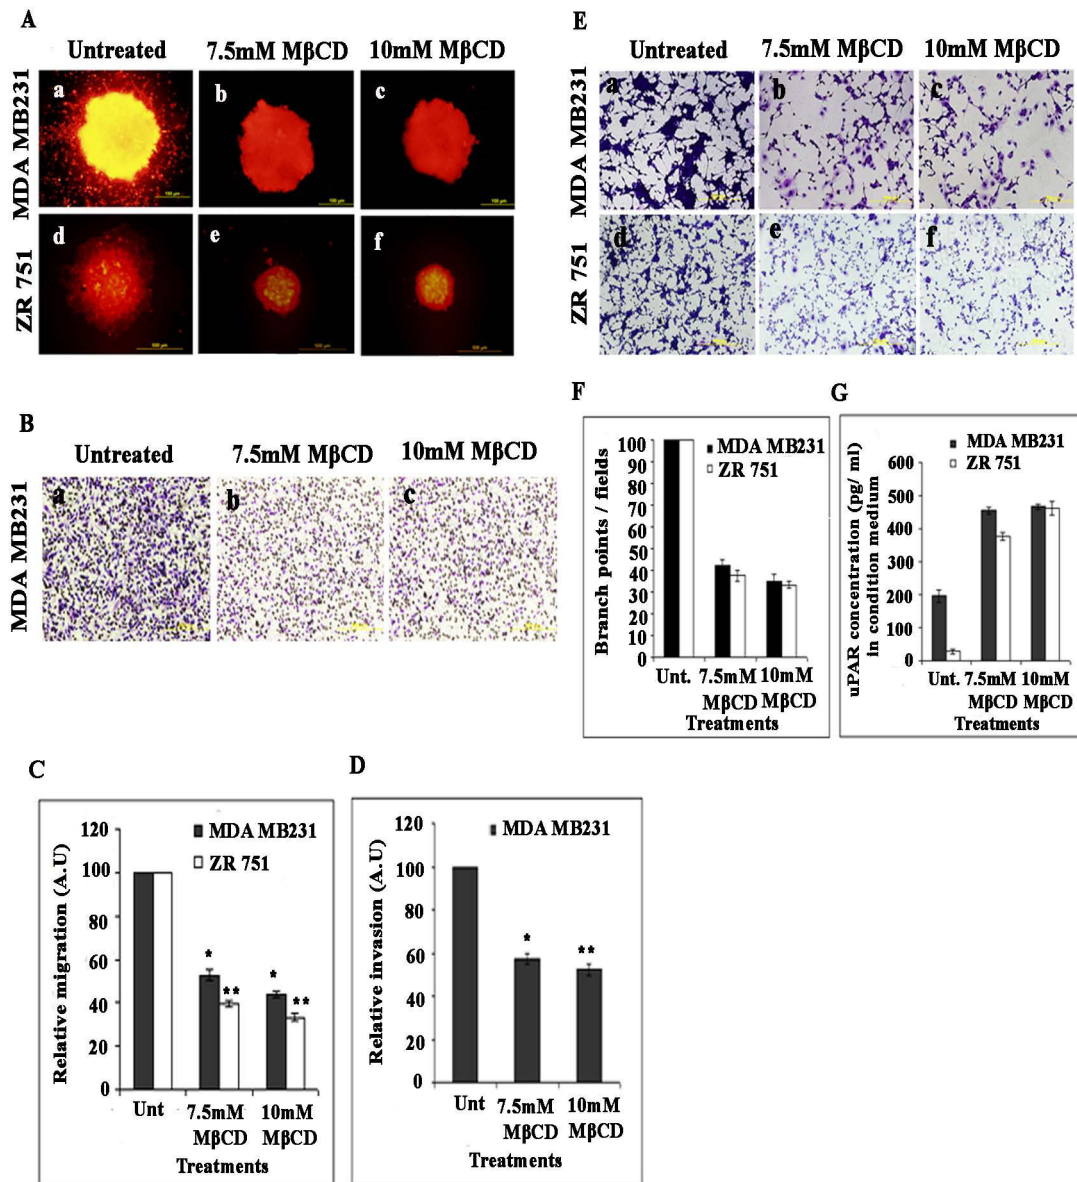 A
Untreated 7.5mM MβCD 10mM MβCD
MDA MB231
a b c
100 µm 100 µm 100 µm
ZR 751
d e f
E
Untreated 7.5mM MβCD 10mM MβCD
MDA MB231
a b c
ZR 751
d e f
B
Untreated 7.5mM MβCD 10mM MβCD
MDA MB231
a b c
F
Branch points / fields
100
90
80
70
60
50
40
30
20
10
0
MDA MB231
ZR 751
Unt. 7.5mM 10mM
MβCD MβCD
Treatments
G
uPAR concentration (pg/ ml)
in condition medium
600
500
400
300
200
100
0
MDA MB231
ZR 751
Unt. 7.5mM 10mM
MβCD MβCD
Treatments
C
Relative migration (A.U)
120
100
80
60
40
20
0
MDA MB231
ZR 751
* ** * **
Unt 7.5mM 10mM
MβCD MβCD
Treatments
D
Relative invasion (A.U)
120
100
80
60
40
20
0
MDA MB231
* **
Unt 7.5mM 10mM
MβCD MβCD
Treatments